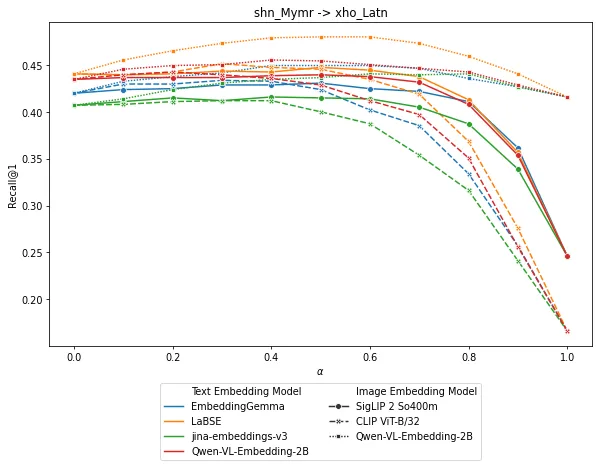 shn_Mymr -> xho_Latn
Recall@1
0.45
0.40
0.35
0.30
0.25
0.20
0.0 0.2 0.4 0.6 0.8 1.0
α
Text Embedding Model Image Embedding Model
EmbeddingGemma SigLIP 2 So400m
LaBSE CLIP ViT-B/32
jina-embeddings-v3 Qwen-VL-Embedding-2B
Qwen-VL-Embedding-2B